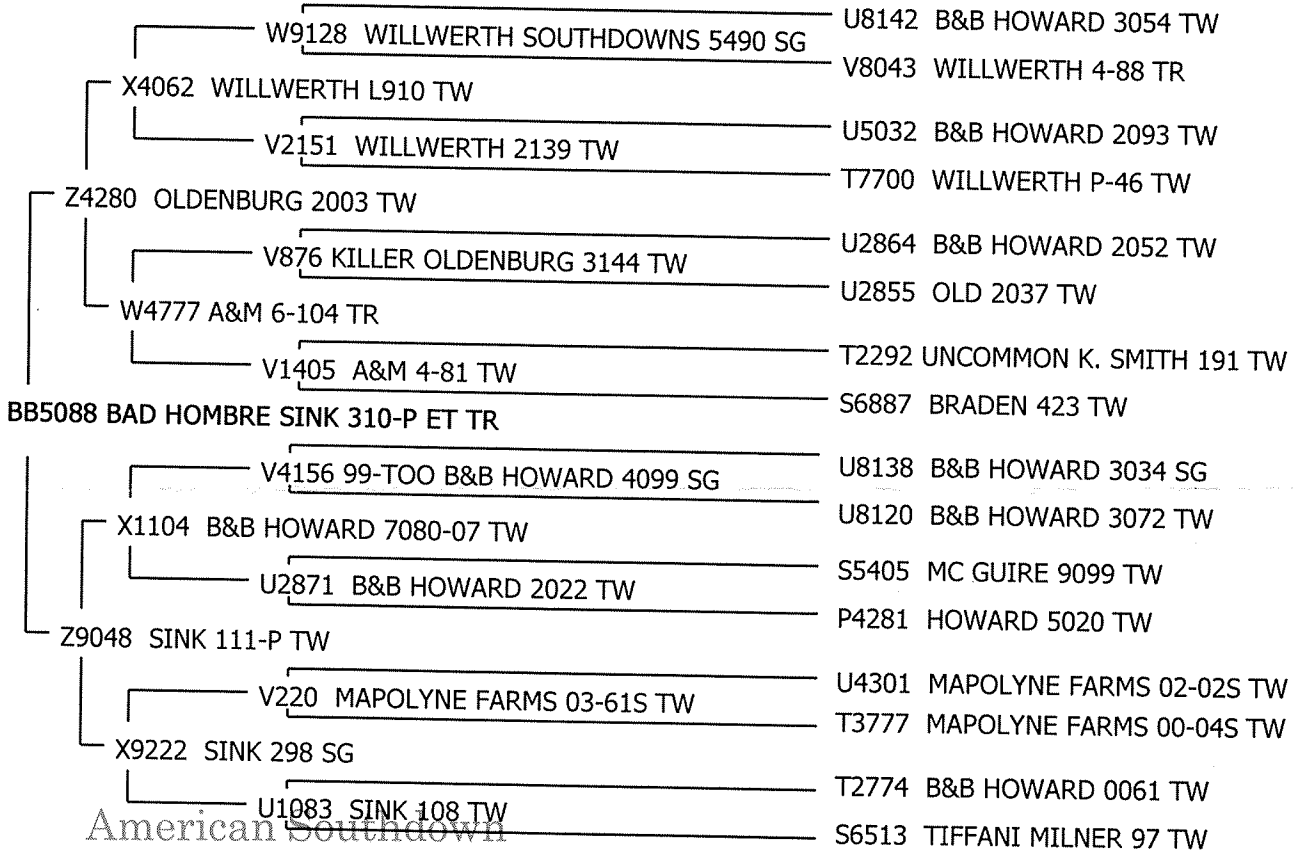 U8142 B&B HOWARD 3054 TW
W9128 WILLWERTH SOUTHDOWNS 5490 SG
V8043 WILLWERTH 4-88 TR
X4062 WILLWERTH L910 TW
U5032 B&B HOWARD 2093 TW
V2151 WILLWERTH 2139 TW
T7700 WILLWERTH P-46 TW
Z4280 OLDENBURG 2003 TW
U2864 B&B HOWARD 2052 TW
V876 KILLER OLDENBURG 3144 TW
U2855 OLD 2037 TW
W4777 A&M 6-104 TR
T2292 UNCOMMON K. SMITH 191 TW
V1405 A&M 4-81 TW
S6887 BRADEN 423 TW
BB5088 BAD HOMBRE SINK 310-P ET TR
U8138 B&B HOWARD 3034 SG
V4156 99-TOO B&B HOWARD 4099 SG
U8120 B&B HOWARD 3072 TW
X1104 B&B HOWARD 7080-07 TW
S5405 MC GUIRE 9099 TW
U2871 B&B HOWARD 2022 TW
P4281 HOWARD 5020 TW
Z9048 SINK 111-P TW
U4301 MAPOLYNE FARMS 02-02S TW
V220 MAPOLYNE FARMS 03-61S TW
T3777 MAPOLYNE FARMS 00-04S TW
X9222 SINK 298 SG
T2774 B&B HOWARD 0061 TW
U1083 SINK 108 TW
American Southdown
S6513 TIFFANI MILNER 97 TW